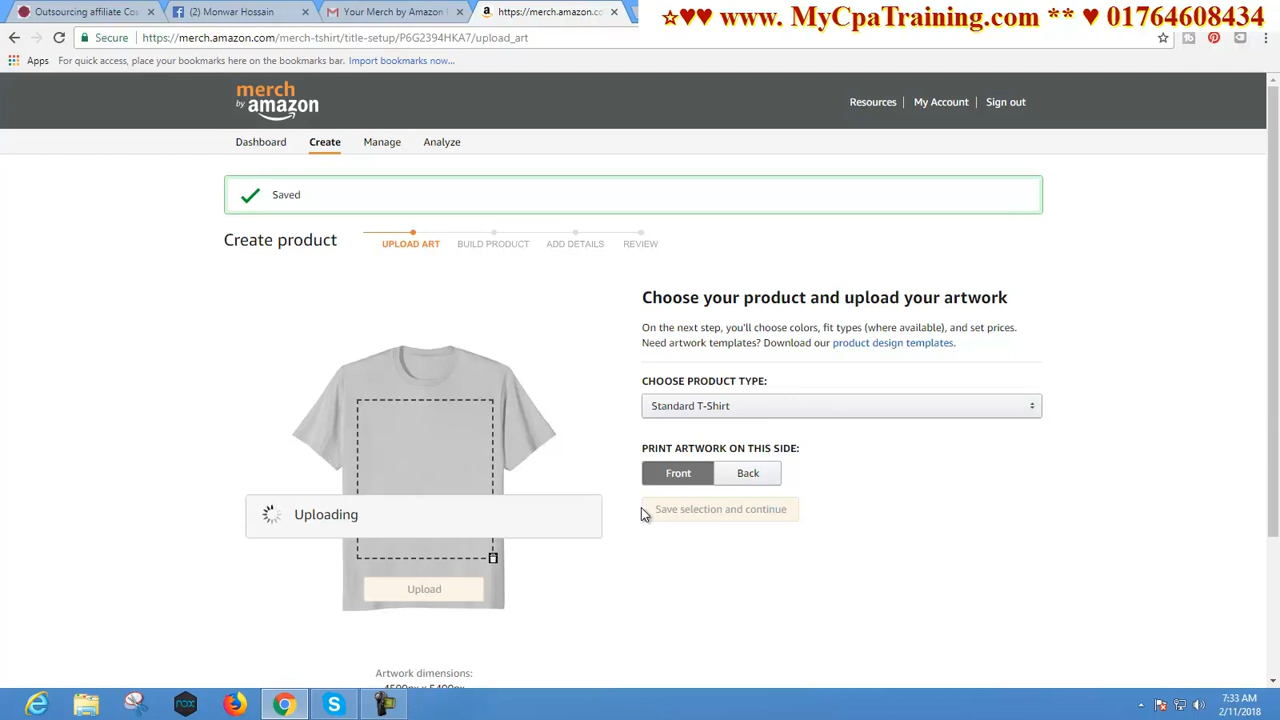 Outsourcing affiliate Co
(2) Monwar Hossain
Your Merch by Amazon
https://merch.amazon.co
☆♥♥ www. MyCpaTraining.com ** ♥ 01764608434
Secure https://merch.amazon.com/merch-tshirt/title-setup/P6G2394HKA7/upload_art
Apps For quick access, place your bookmarks here on the bookmarks bar. Import bookmarks now...
merch
by amazon
Resources | My Account | Sign out
Dashboard Create Manage Analyze
Saved
Create product
UPLOAD ART BUILD PRODUCT ADD DETAILS REVIEW
Choose your product and upload your artwork
On the next step, you'll choose colors, fit types (where available), and set prices.
Need artwork templates? Download our product design templates.
CHOOSE PRODUCT TYPE:
Standard T-Shirt
PRINT ARTWORK ON THIS SIDE:
Front Back
Save selection and continue
Uploading
Upload
Artwork dimensions:
4500px x 5400px
nox
7:33 AM
2/11/2018